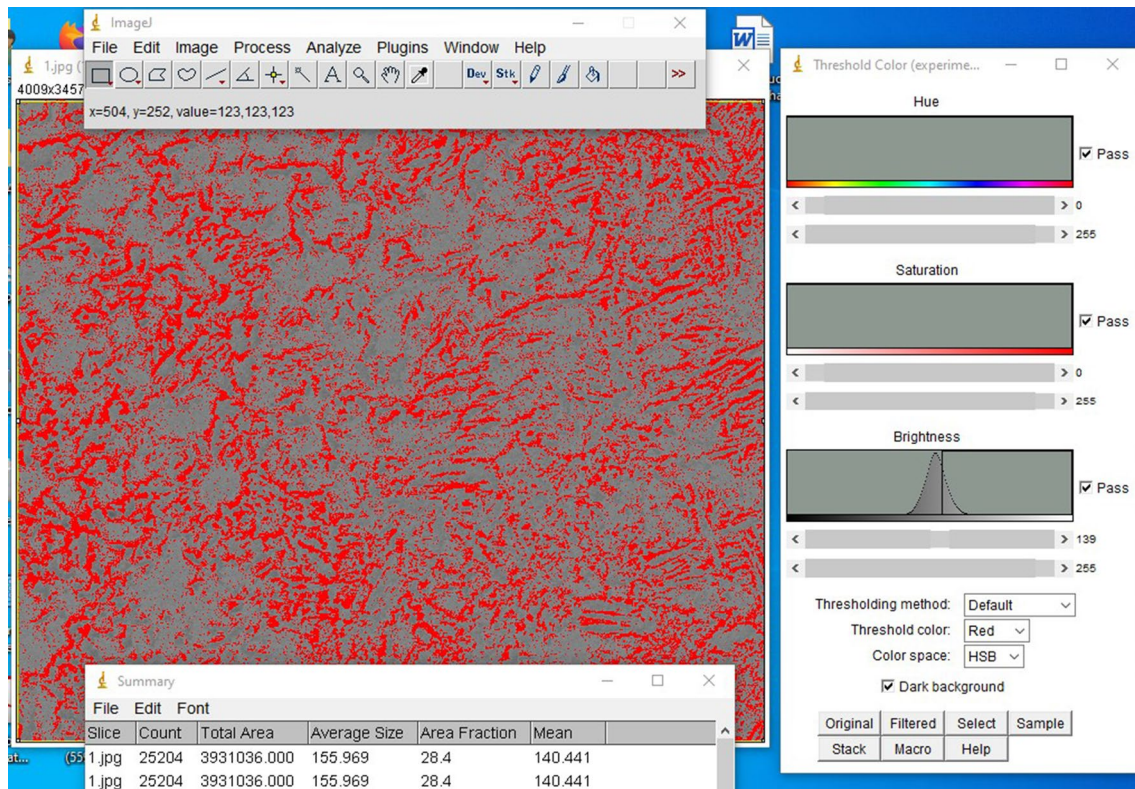 ImageJ
File Edit Image Process Analyze Plugins Window Help
1.jpg
Dev Stk >>
4009x3457
x=504, y=252, value=123,123,123
Threshold Color (experime...
Hue
Pass
0
255
Saturation
Pass
0
255
Brightness
Pass
139
255
Thresholding method: Default
Threshold color: Red
Color space: HSB
Dark background
Original Filtered Select Sample
Stack Macro Help
Summary
File Edit Font
Slice Count Total Area Average Size Area Fraction Mean
1.jpg 25204 3931036.000 155.969 28.4 140.441
1.jpg 25204 3931036.000 155.969 28.4 140.441